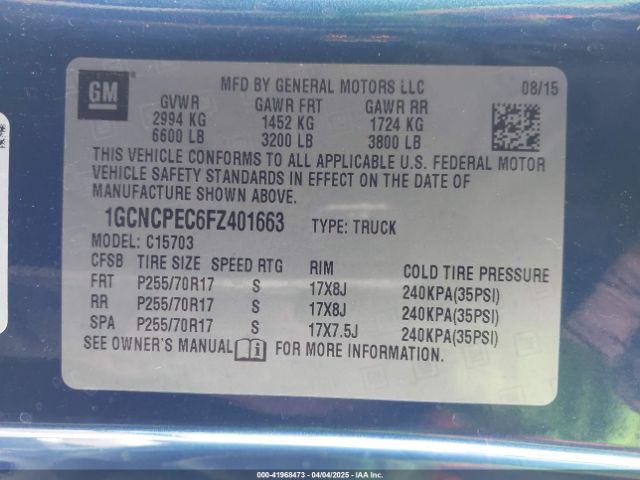 GM
MFD BY GENERAL MOTORS LLC 08/15
GVWR GAWR FRT GAWR RR
2994 KG 1452 KG 1724 KG
6600 LB 3200 LB 3800 LB
THIS VEHICLE CONFORMS TO ALL APPLICABLE U.S. FEDERAL MOTOR
VEHICLE SAFETY STANDARDS IN EFFECT ON THE DATE OF
MANUFACTURE SHOWN ABOVE.
1GCNCPEC6FZ401663 TYPE: TRUCK
MODEL: C15703
CFSB TIRE SIZE SPEED RTG RIM COLD TIRE PRESSURE
FRT P255/70R17 S 17X8J 240KPA(35PSI)
RR P255/70R17 S 17X8J 240KPA(35PSI)
SPA P255/70R17 S 17X7.5J 240KPA(35PSI)
SEE OWNER'S MANUAL FOR MORE INFORMATION.
000-41968473 - 04/04/2025 - IAAI.COM